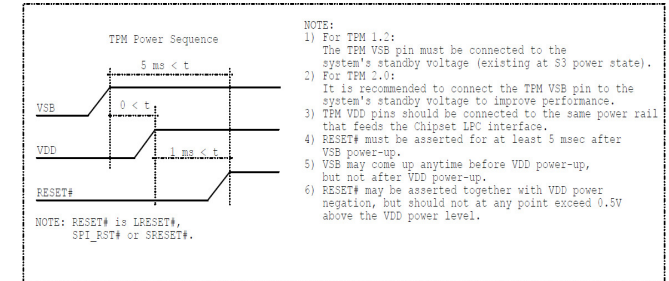 TPM Power Sequence
5 ms < t
VSB
0 < t
VDD
1 ms < t
RESET#
NOTE: RESET# is LRESET#,
SPI_RST# or SRESET#.
NOTE:
1) For TPM 1.2:
The TPM VSB pin must be connected to the
system's standby voltage (existing at S3 power state).
2) For TPM 2.0:
It is recommended to connect the TPM VSB pin to the
system's standby voltage to improve performance.
3) TPM VDD pins should be connected to the same power rail
that feeds the Chipset LPC interface.
4) RESET# must be asserted for at least 5 msec after
VSB power-up.
5) VSB may come up anytime before VDD power-up,
but not after VDD power-up.
6) RESET# may be asserted together with VDD power
negation, but should not at any point exceed 0.5V
above the VDD power level.